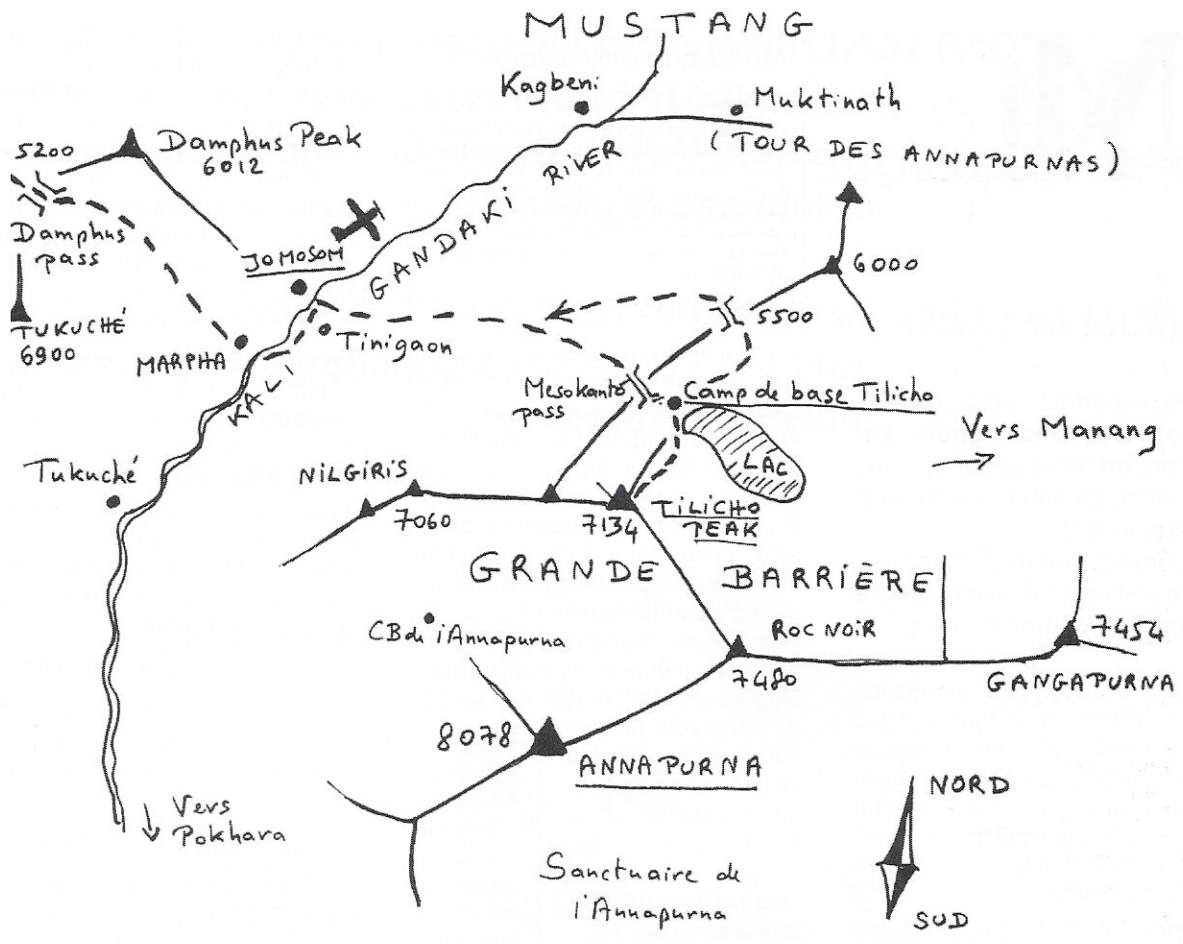 MUSTANG
Kagbeni
Muktinath
(TOUR DES ANNAPURNAS)
5200
Damphus Peak
6012
Damphus
pass
JOMOSOM
KALI GANDAKI RIVER
6000
5500
TUKUCHÉ
6900
MARPHA
Tinigaon
Mesokanto
pass
Camp de base Tilicho
Vers Manang
LAC
Tukuché
NILGIRIS
7060
7134
TILICHO
PEAK
GRANDE BARRIÈRE
CB de l'Annapurna
ROC NOIR
7480
7454
GANGAPURNA
8078
ANNAPURNA
Vers
Pokhara
NORD
Sanctuaire de
l'Annapurna
SUD